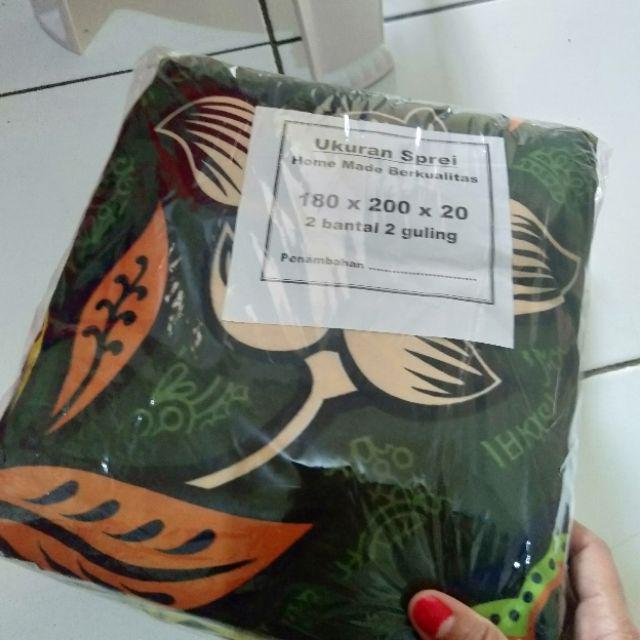 Ukuran Sprei
Home Made Berkualitas
180 x 200 x 20
2 bantal 2 guling
Penambahan ..............................